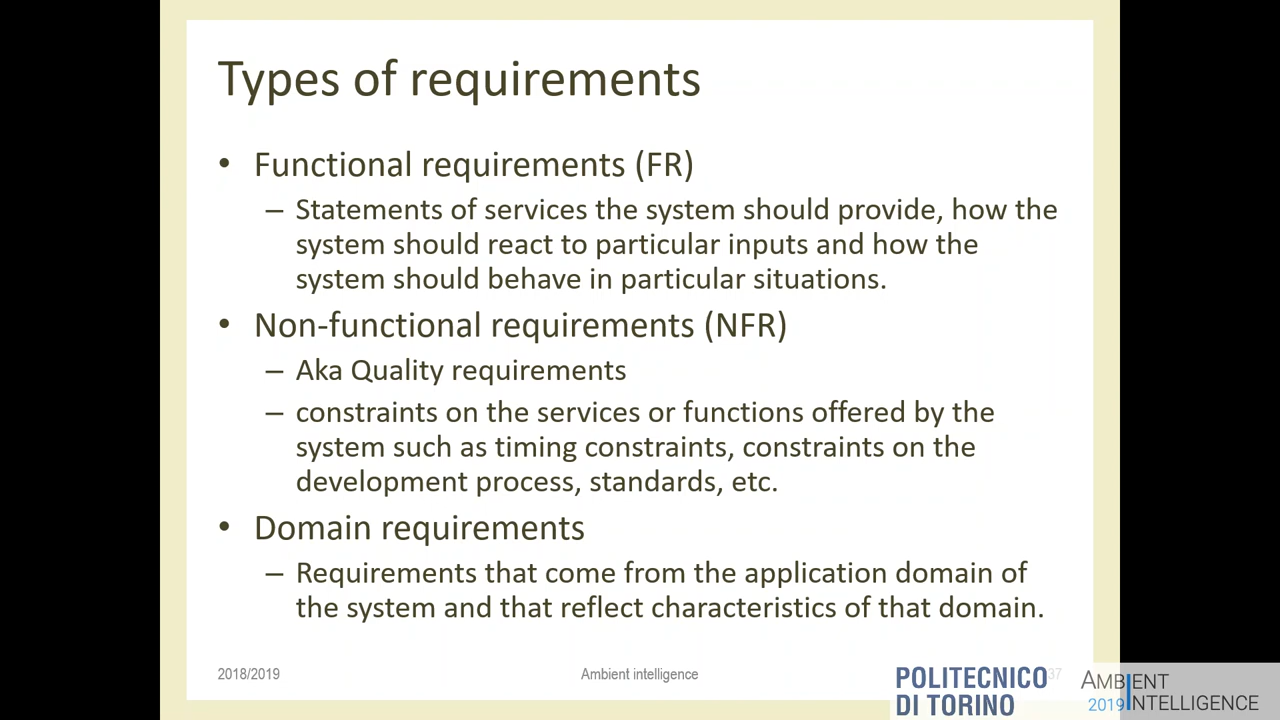 Types of requirements
• Functional requirements (FR)
– Statements of services the system should provide, how the
system should react to particular inputs and how the
system should behave in particular situations.
• Non-functional requirements (NFR)
– Aka Quality requirements
– constraints on the services or functions offered by the
system such as timing constraints, constraints on the
development process, standards, etc.
• Domain requirements
– Requirements that come from the application domain of
the system and that reflect characteristics of that domain.
2018/2019
Ambient intelligence
37
POLITECNICO
DI TORINO
AMBIENT
2019 INTELLIGENCE